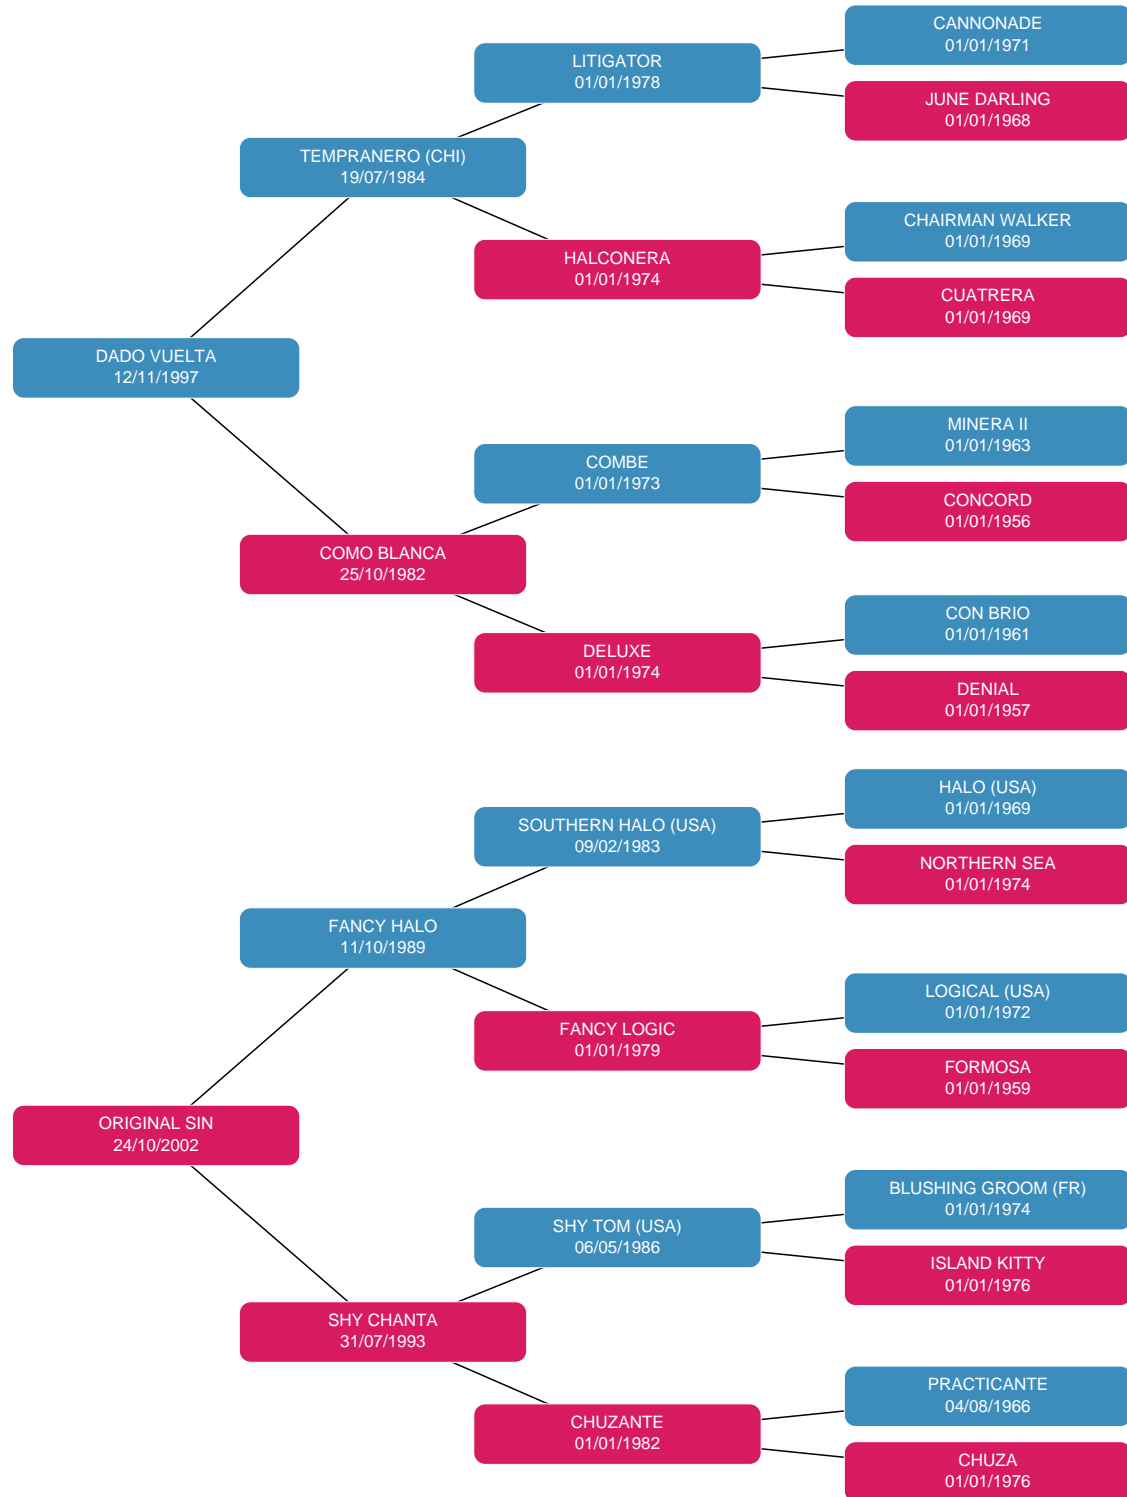 CANNONADE
01/01/1971
LITIGATOR
01/01/1978
JUNE DARLING
01/01/1968
TEMPRANERO (CHI)
19/07/1984
CHAIRMAN WALKER
01/01/1969
HALCONERA
01/01/1974
CUATRERA
01/01/1969
DADO VUELTA
12/11/1997
MINERA II
01/01/1963
COMBE
01/01/1973
CONCORD
01/01/1956
COMO BLANCA
25/10/1982
CON BRIO
01/01/1961
DELUXE
01/01/1974
DENIAL
01/01/1957
HALO (USA)
01/01/1969
SOUTHERN HALO (USA)
09/02/1983
NORTHERN SEA
01/01/1974
FANCY HALO
11/10/1989
LOGICAL (USA)
01/01/1972
FANCY LOGIC
01/01/1979
FORMOSA
01/01/1959
ORIGINAL SIN
24/10/2002
BLUSHING GROOM (FR)
01/01/1974
SHY TOM (USA)
06/05/1986
ISLAND KITTY
01/01/1976
SHY CHANTA
31/07/1993
PRACTICANTE
04/08/1966
CHUZANTE
01/01/1982
CHUZA
01/01/1976